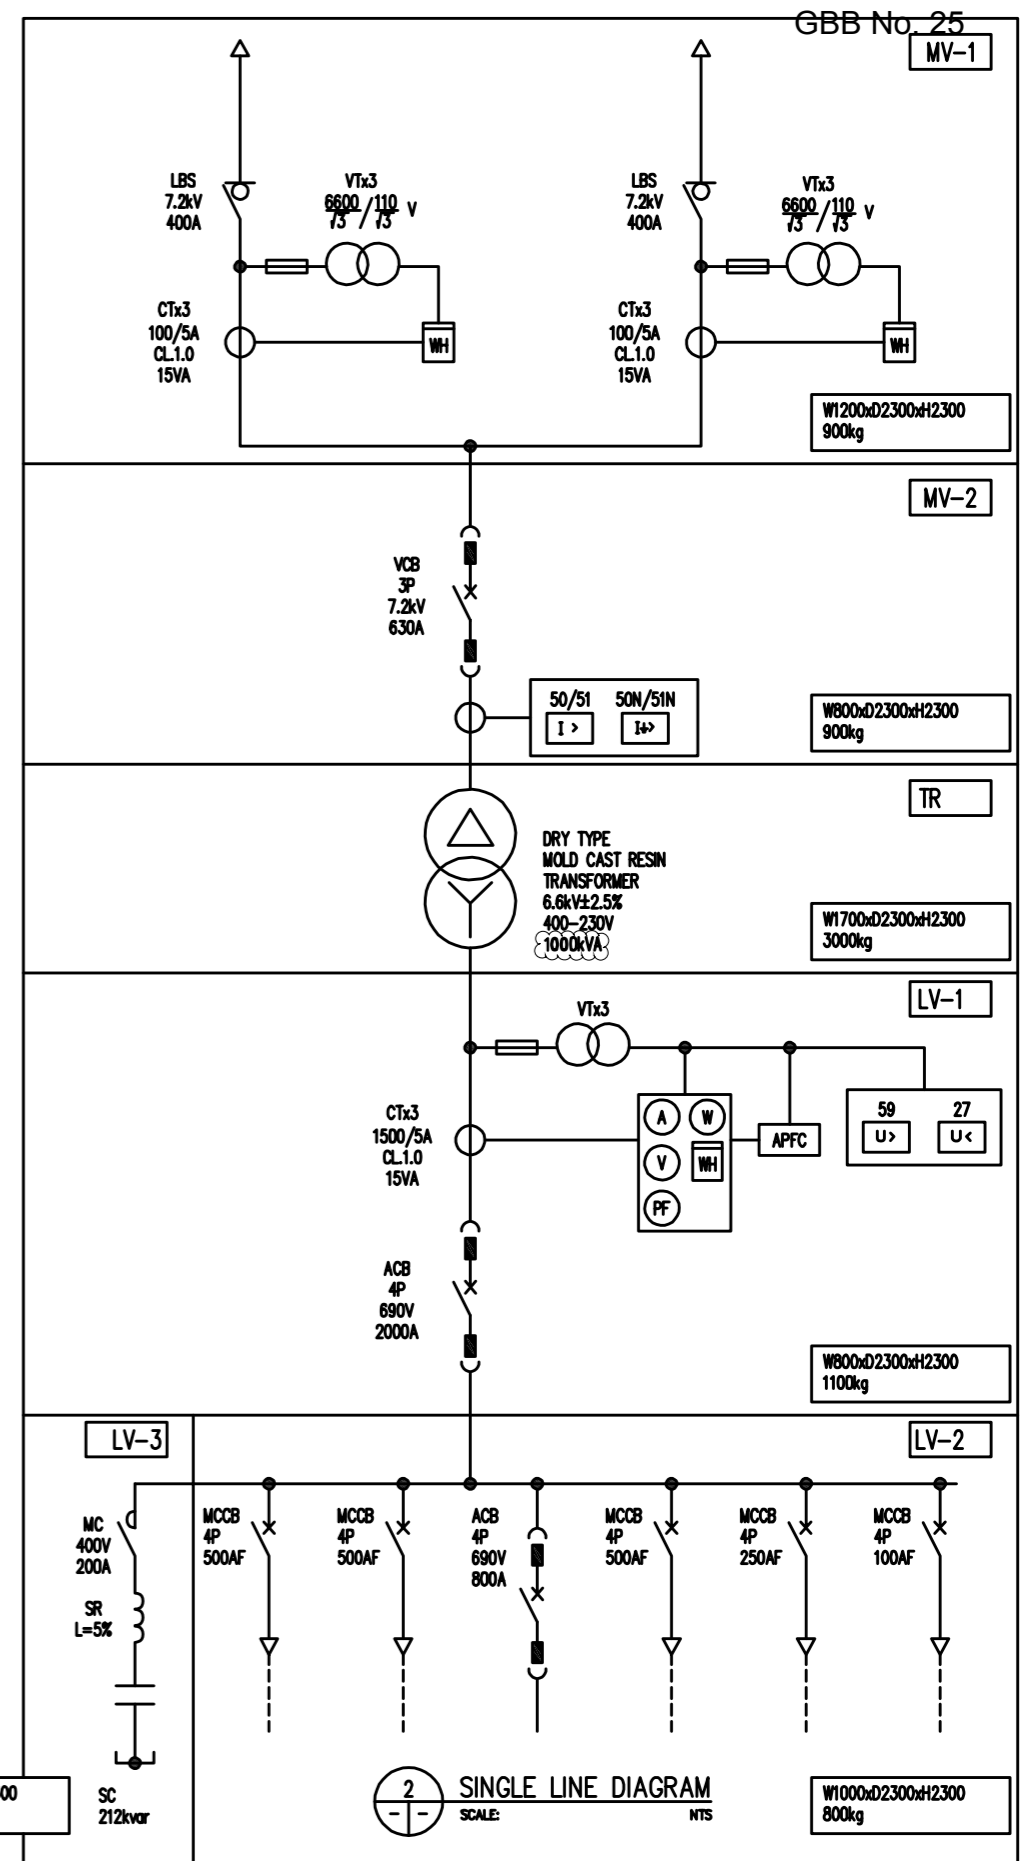 GBB No. 25
MV-1
LBS
7.2kV
400A
VTx3
6600/√3 / 110/√3 V
CTx3
100/5A
CL.1.0
15VA
WH
LBS
7.2kV
400A
VTx3
6600/√3 / 110/√3 V
CTx3
100/5A
CL.1.0
15VA
WH
W1200xD2300xH2300
900kg
MV-2
VCB
3P
7.2kV
630A
50/51
I >
50N/51N
I⏚>
W800xD2300xH2300
900kg
TR
DRY TYPE
MOLD CAST RESIN
TRANSFORMER
6.6kV±2.5%
400-230V
1000kVA
W1700xD2300xH2300
3000kg
LV-1
VTx3
CTx3
1500/5A
CL.1.0
15VA
A
W
V
WH
PF
APFC
59
U>
27
U<
ACB
4P
690V
2000A
W800xD2300xH2300
1100kg
LV-3
MC
400V
200A
SR
L=5%
SC
212kvar
00
LV-2
MCCB
4P
500AF
MCCB
4P
500AF
ACB
4P
690V
800A
MCCB
4P
500AF
MCCB
4P
250AF
MCCB
4P
100AF
2
- -
SINGLE LINE DIAGRAM
SCALE: NTS
W1000xD2300xH2300
800kg